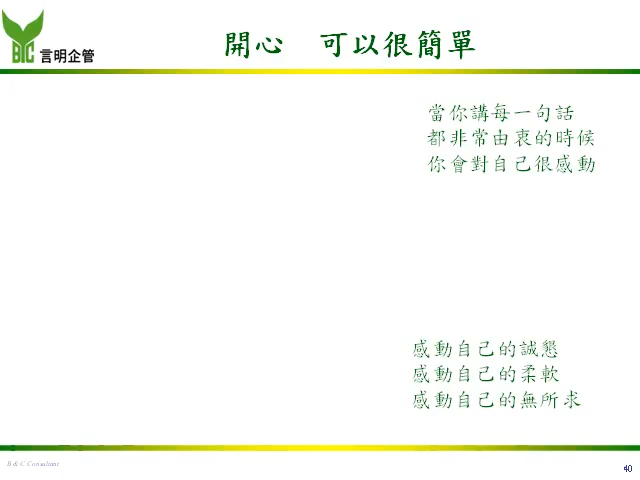 BYC 言明企管
開心　可以很簡單
當你講每一句話
都非常由衷的時候
你會對自己很感動
感動自己的誠懇
感動自己的柔軟
感動自己的無所求
B & C Consultant
40